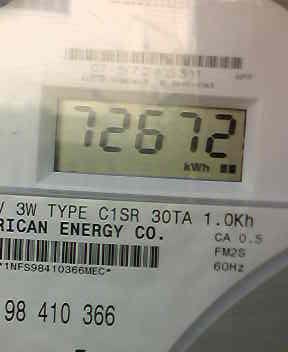 72672
kWh
V 3W TYPE C1SR 30TA 1.0Kh
RICAN ENERGY CO.
CA 0.5
FM2S
60Hz
*1NFS98410366MEC*
98 410 366